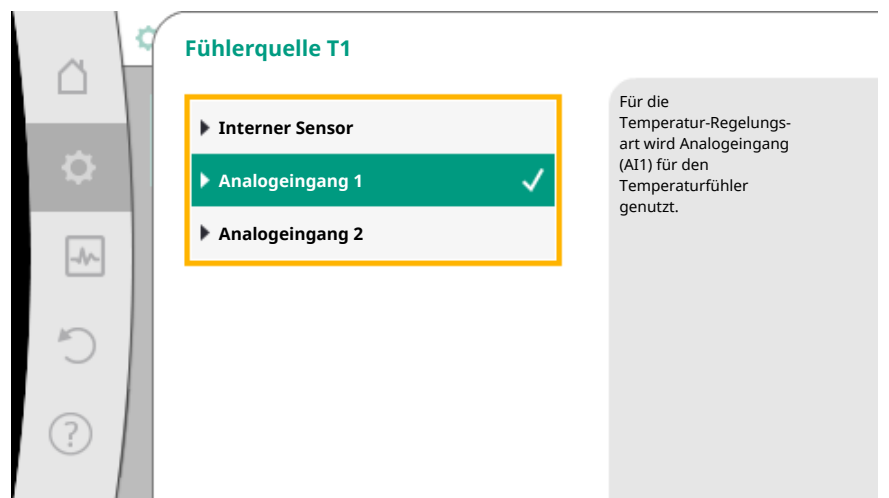 Fühlerquelle T1
Interner Sensor
Analogeingang 1
Analogeingang 2
Für die
Temperatur-Regelungs-
art wird Analogeingang
(AI1) für den
Temperaturfühler
genutzt.
?